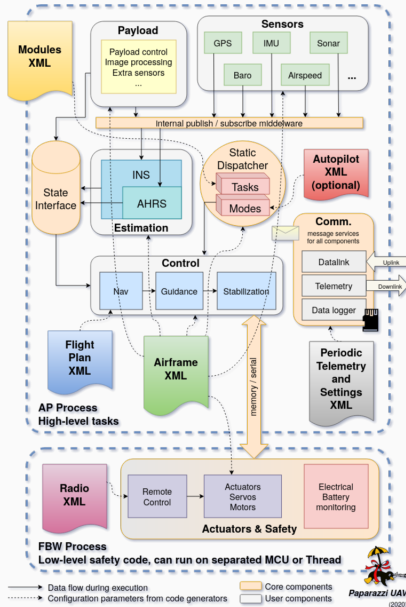 Payload
Sensors
Modules
XML
Payload control
Image processing
Extra sensors
...
GPS
IMU
Sonar
Baro
Airspeed
...
internal publish / subscribe middelware
Static
Dispatcher
Tasks
Modes
Autopilot
XML
(optional)
State
Interface
INS
AHRS
Estimation
Comm.
message services
for all components
Datalink
Telemetry
Data logger
Uplink
Downlink
Control
Nav
Guidance
Stabilization
Flight
Plan
XML
Airframe
XML
memory / serial
Periodic
Telemetry
and
Settings
XML
AP Process
High-level tasks
Radio
XML
Remote
Control
Actuators
Servos
Motors
Electrical
Battery
monitoring
Actuators & Safety
FBW Process
Low-level safety code, can run on separated MCU or Thread
Data flow during execution
Configuration parameters from code generators
Core components
User components
Paparazzi UAV